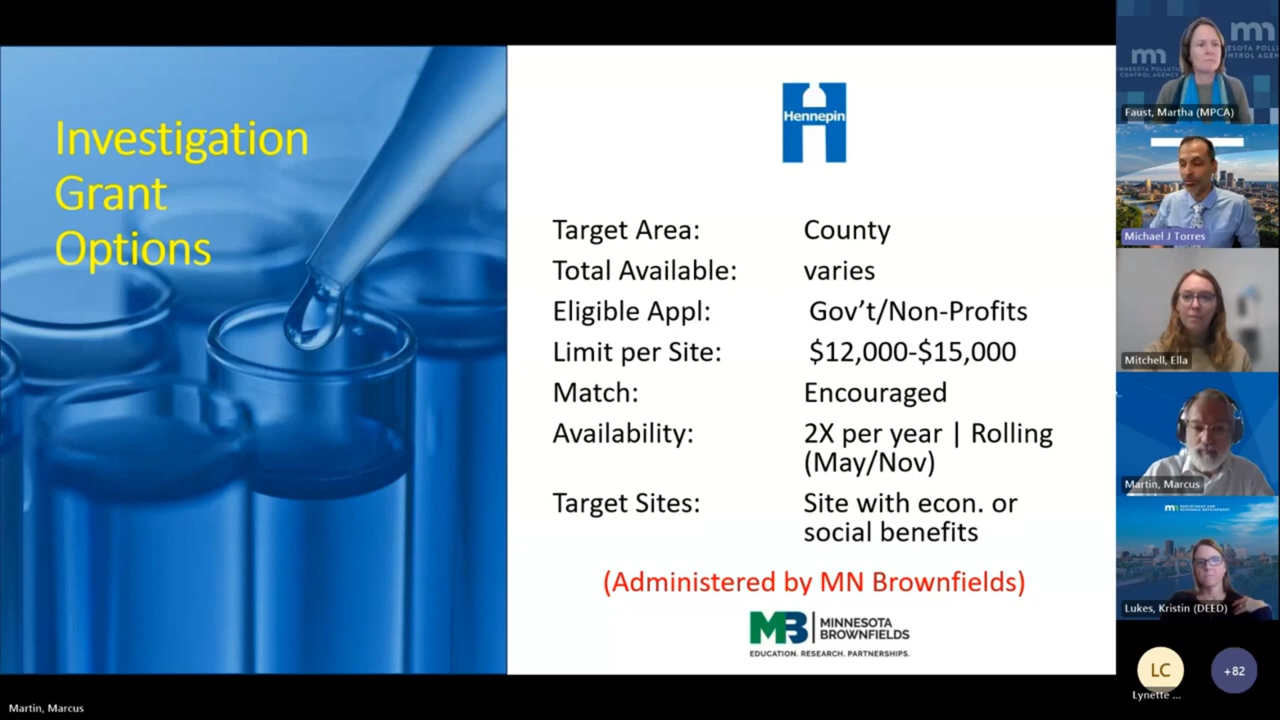 Investigation
Grant
Options
Hennepin
Target Area: County
Total Available: varies
Eligible Appl: Gov't/Non-Profits
Limit per Site: $12,000-$15,000
Match: Encouraged
Availability: 2X per year | Rolling
(May/Nov)
Target Sites: Site with econ. or
social benefits
(Administered by MN Brownfields)
MB MINNESOTA
BROWNFIELDS
EDUCATION. RESEARCH. PARTNERSHIPS.
Faust, Martha (MPCA)
Michael J Torres
Mitchell, Ella
Martin, Marcus
Lukes, Kristin (DEED)
LC
+82
Lynette ...
Martin, Marcus